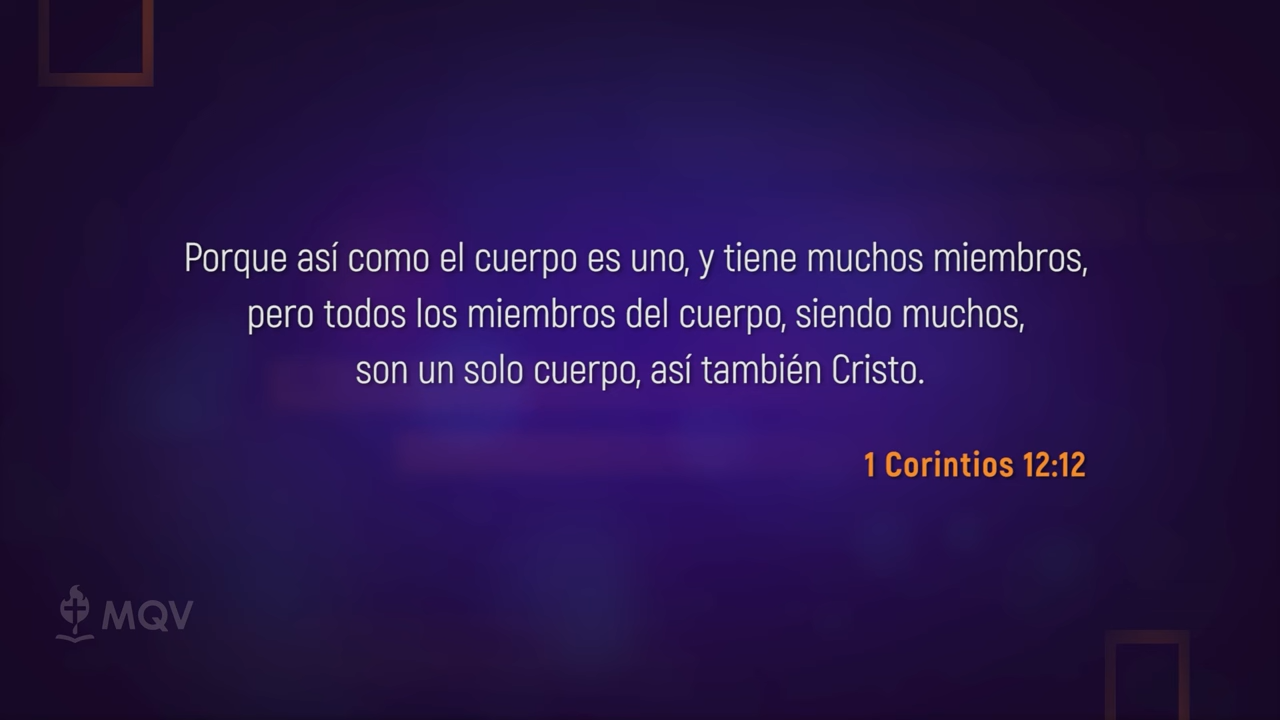 Porque así como el cuerpo es uno, y tiene muchos miembros,
pero todos los miembros del cuerpo, siendo muchos,
son un solo cuerpo, así también Cristo.
1 Corintios 12:12
MQV